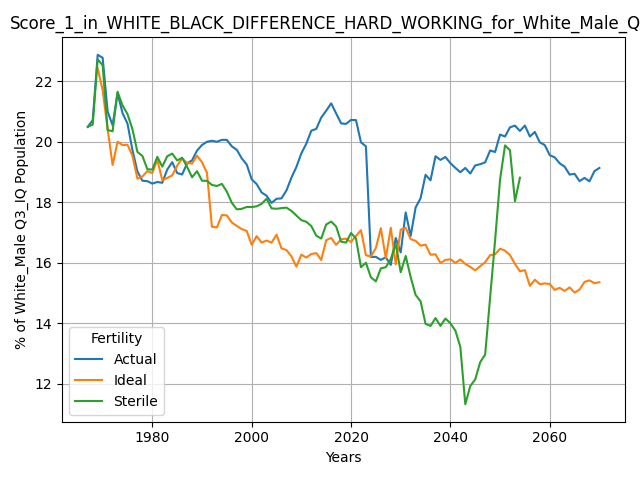 Score_1_in_WHITE_BLACK_DIFFERENCE_HARD_WORKING_for_White_Male_Q
22
20
18
16
14
12
% of White_Male Q3_IQ Population
Fertility
Actual
Ideal
Sterile
1980
2000
2020
2040
2060
Years